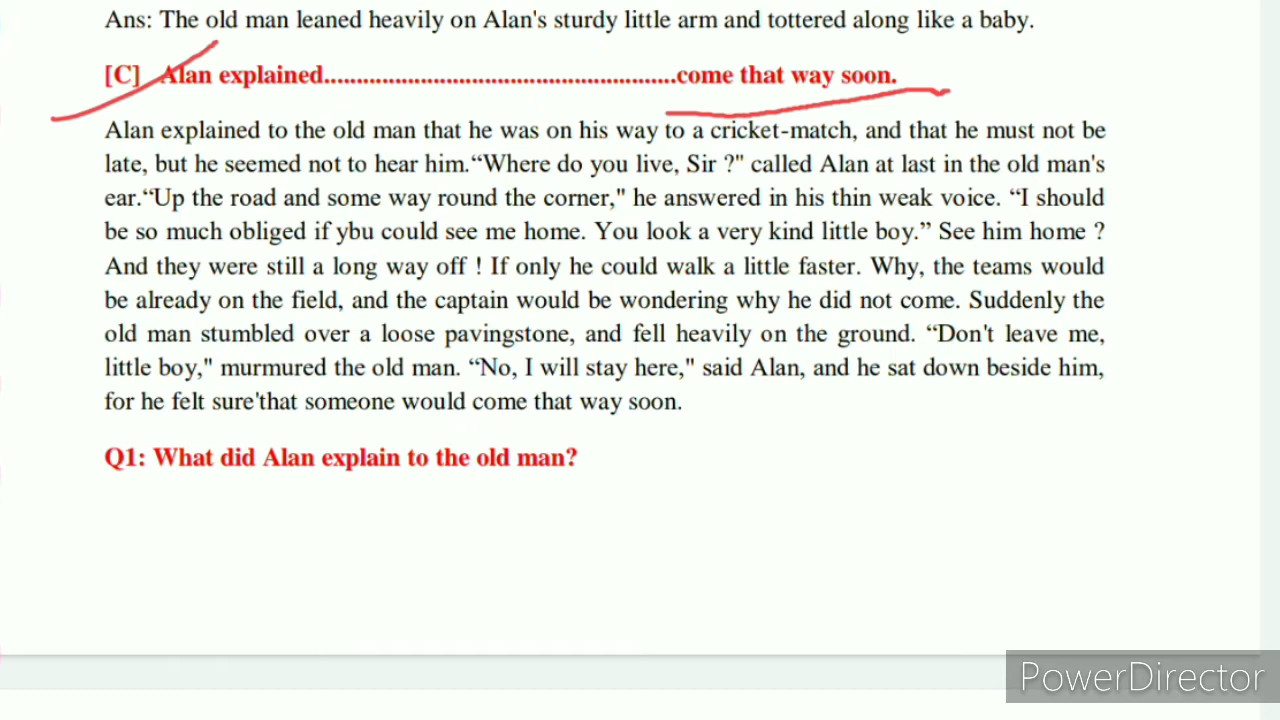 Ans: The old man leaned heavily on Alan's sturdy little arm and tottered along like a baby.
[C] Alan explained......................................................come that way soon.
Alan explained to the old man that he was on his way to a cricket-match, and that he must not be
late, but he seemed not to hear him.“Where do you live, Sir ?" called Alan at last in the old man's
ear.“Up the road and some way round the corner," he answered in his thin weak voice. “I should
be so much obliged if ybu could see me home. You look a very kind little boy.” See him home ?
And they were still a long way off ! If only he could walk a little faster. Why, the teams would
be already on the field, and the captain would be wondering why he did not come. Suddenly the
old man stumbled over a loose pavingstone, and fell heavily on the ground. “Don't leave me,
little boy," murmured the old man. “No, I will stay here," said Alan, and he sat down beside him,
for he felt sure'that someone would come that way soon.
Q1: What did Alan explain to the old man?
PowerDirector